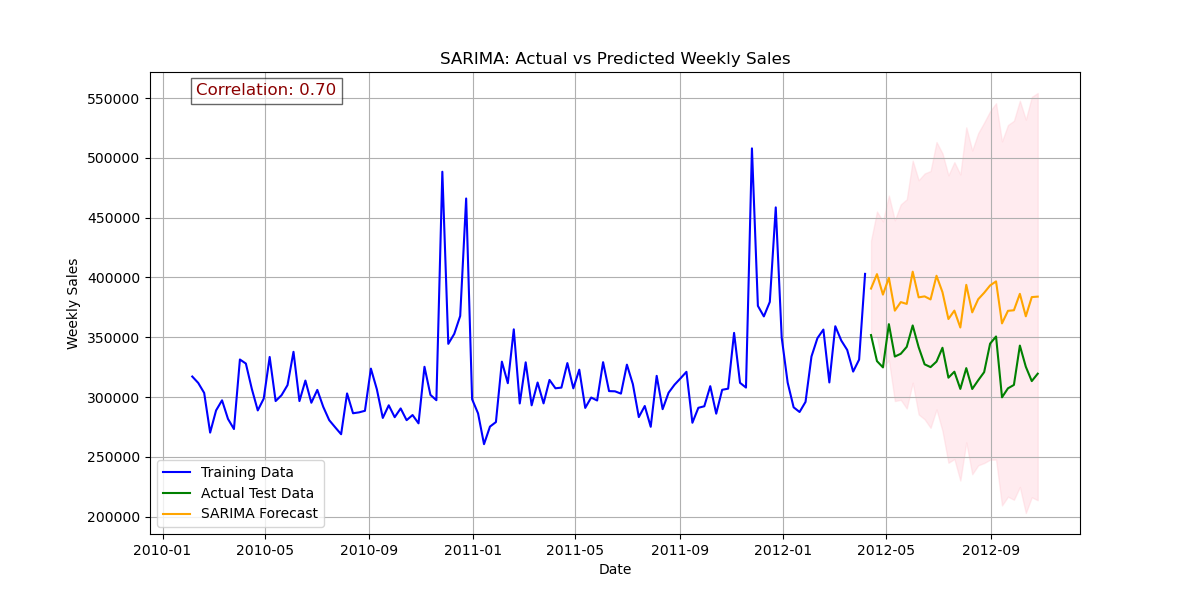 SARIMA: Actual vs Predicted Weekly Sales
Correlation: 0.70
550000
500000
450000
400000
350000
300000
250000
200000
Weekly Sales
Training Data
Actual Test Data
SARIMA Forecast
2010-01 2010-05 2010-09 2011-01 2011-05 2011-09 2012-01 2012-05 2012-09
Date